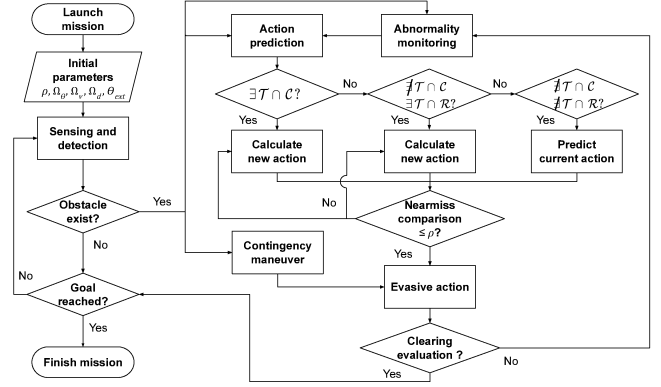 Launch
mission
Initial
parameters
ρ, Ω_θ, Ω_v, Ω_d, θ_ext
Sensing and
detection
Obstacle
exist?
Yes
No
Goal
reached?
No
Yes
Finish mission
Action
prediction
Abnormality
monitoring
∃𝒯 ∩ 𝒞?
No
Yes
∄𝒯 ∩ 𝒞
∃𝒯 ∩ ℛ?
No
Yes
∄𝒯 ∩ 𝒞
∄𝒯 ∩ ℛ?
Yes
Calculate
new action
Calculate
new action
Predict
current action
No
Nearmiss
comparison
≤ ρ?
Yes
Contingency
maneuver
Evasive action
Clearing
evaluation ?
No
Yes